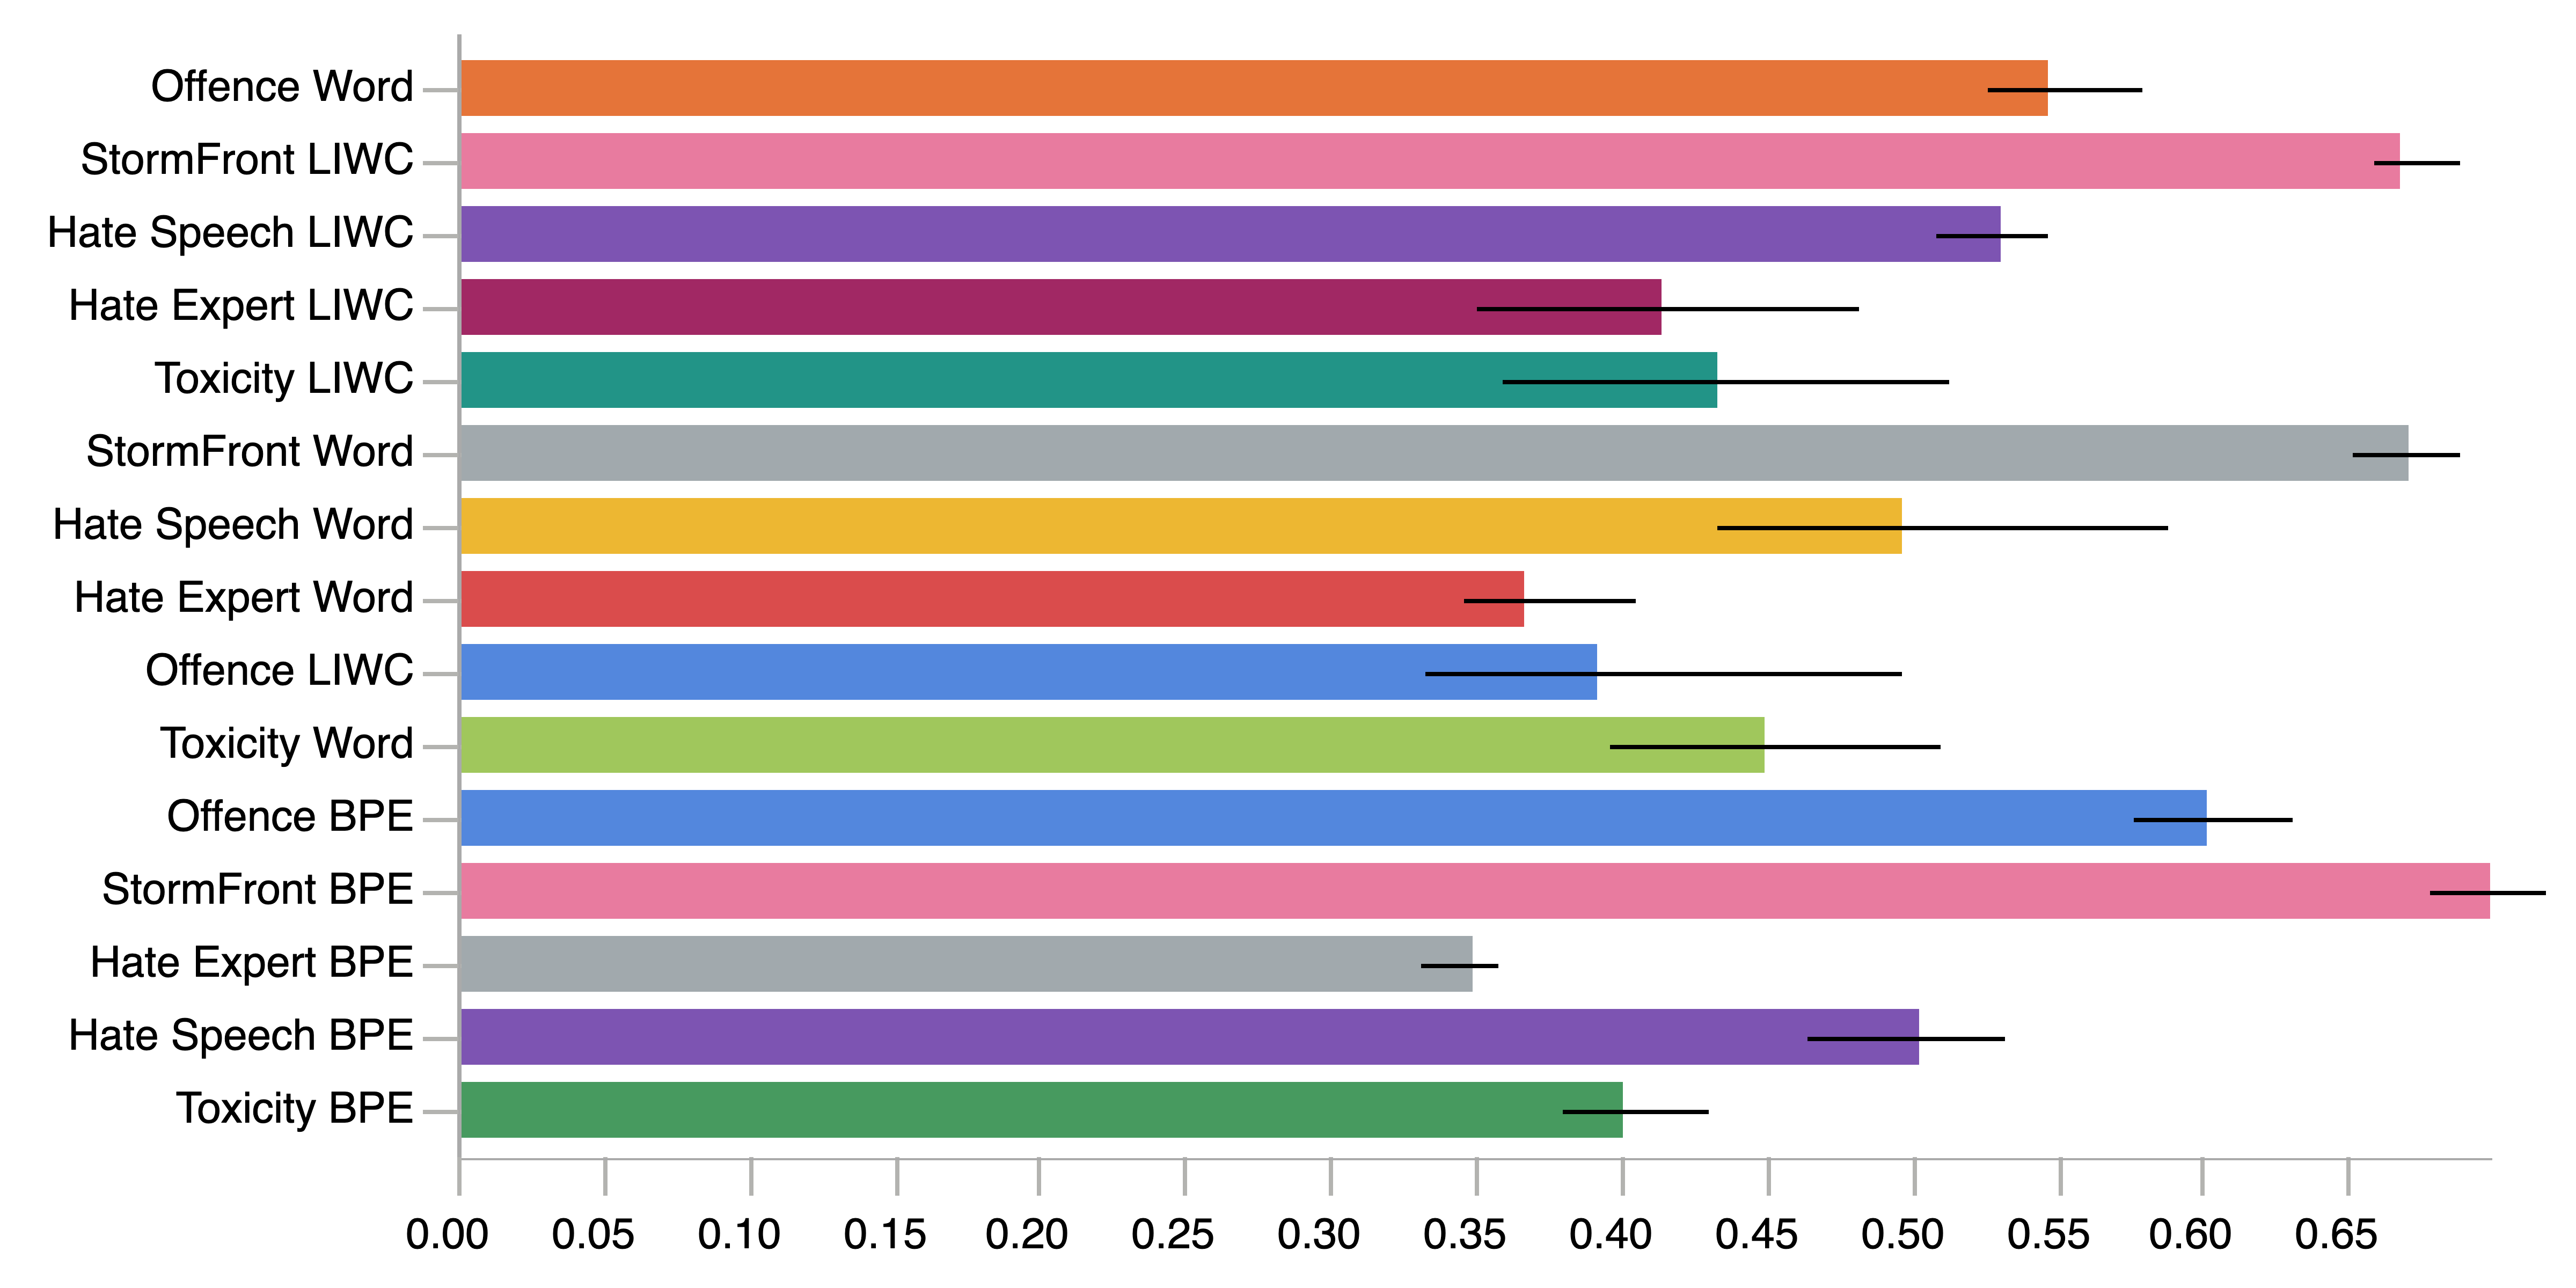 Offence Word
StormFront LIWC
Hate Speech LIWC
Hate Expert LIWC
Toxicity LIWC
StormFront Word
Hate Speech Word
Hate Expert Word
Offence LIWC
Toxicity Word
Offence BPE
StormFront BPE
Hate Expert BPE
Hate Speech BPE
Toxicity BPE
0.00 0.05 0.10 0.15 0.20 0.25 0.30 0.35 0.40 0.45 0.50 0.55 0.60 0.65